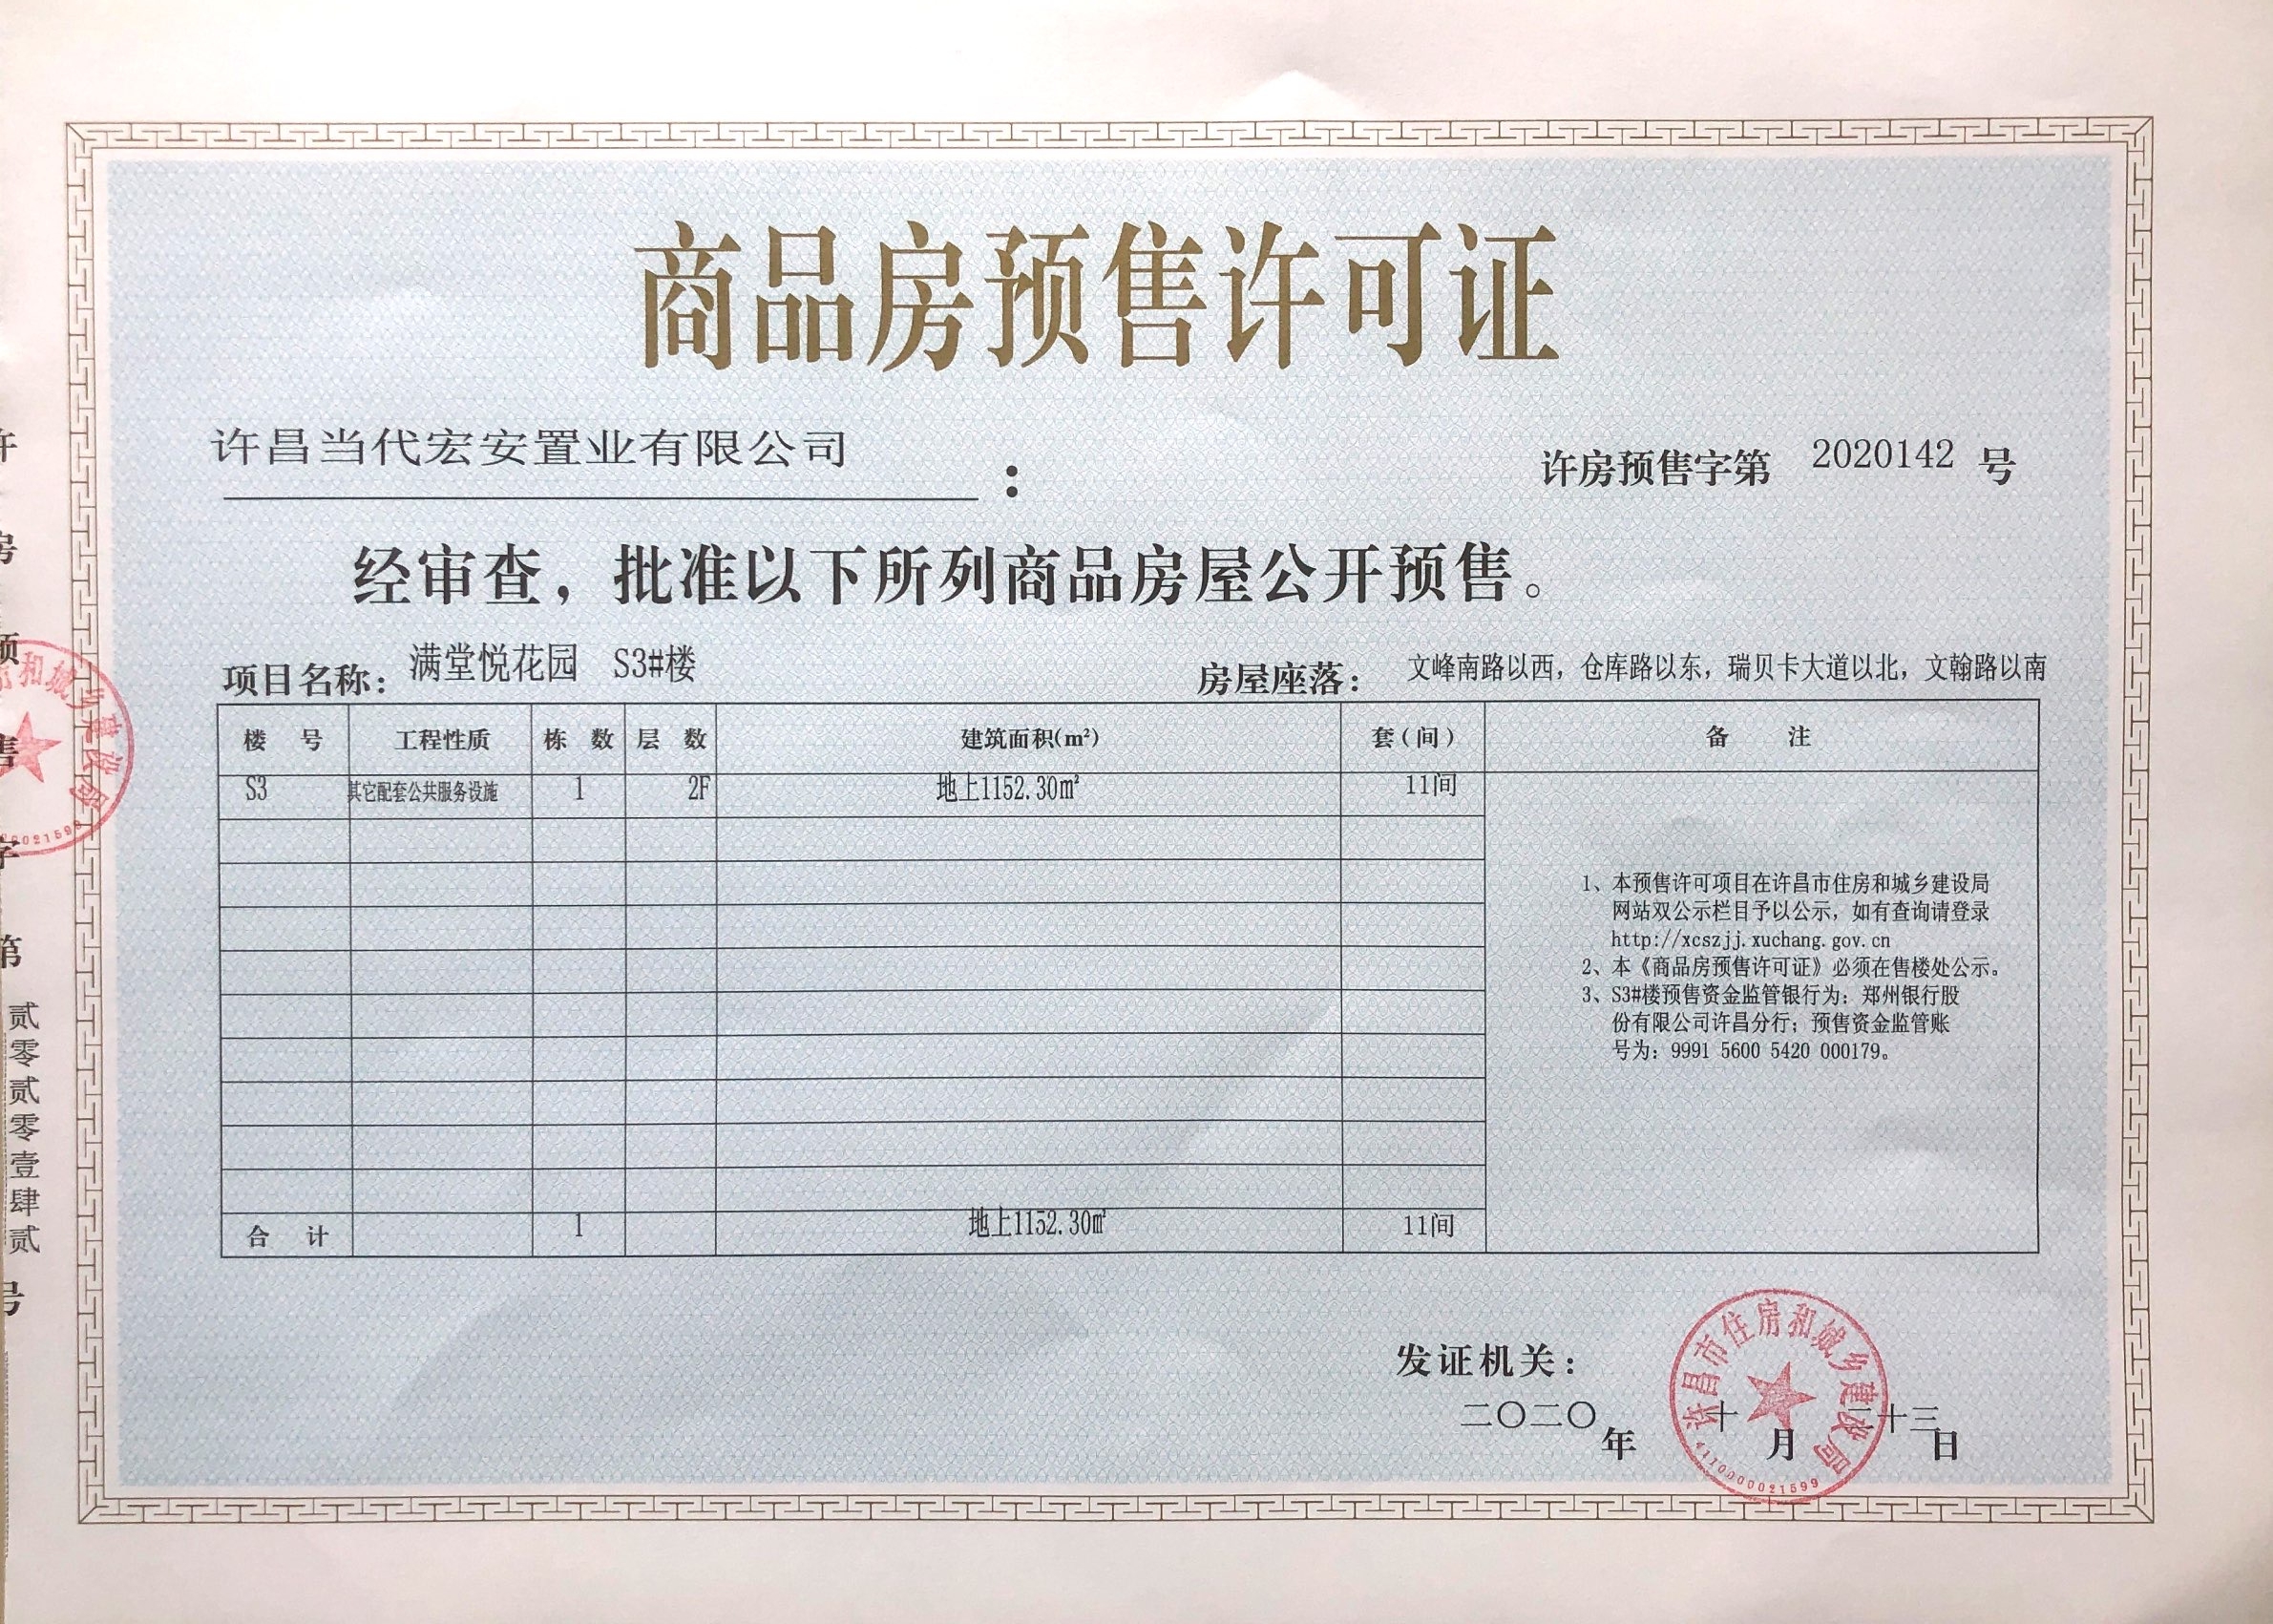 商品房预售许可证
许昌当代宏安置业有限公司：
许房预售字第 2020142 号
经审查，批准以下所列商品房屋公开预售。
项目名称： 满堂悦花园 S3#楼
房屋座落： 文峰南路以西，仓库路以东，瑞贝卡大道以北，文翰路以南
楼 号 工程性质 栋 数 层 数 建筑面积(m²) 套(间) 备 注
S3 其它配套公共服务设施 1 2F 地上1152.30㎡ 11间
1、本预售许可项目在许昌市住房和城乡建设局
网站双公示栏目予以公示，如有查询请登录
http://xcszjj.xuchang.gov.cn
2、本《商品房预售许可证》必须在售楼处公示。
3、S3#楼预售资金监管银行为：郑州银行股
份有限公司许昌分行；预售资金监管账
号为：9991 5600 5420 000179。
合 计 1 地上1152.30㎡ 11间
发证机关：
二〇二〇年 十月 二十三日
许昌市住房和城乡建设局
4110000021599
许房预售字第贰零贰零壹肆贰号
和城乡建设局
0021599